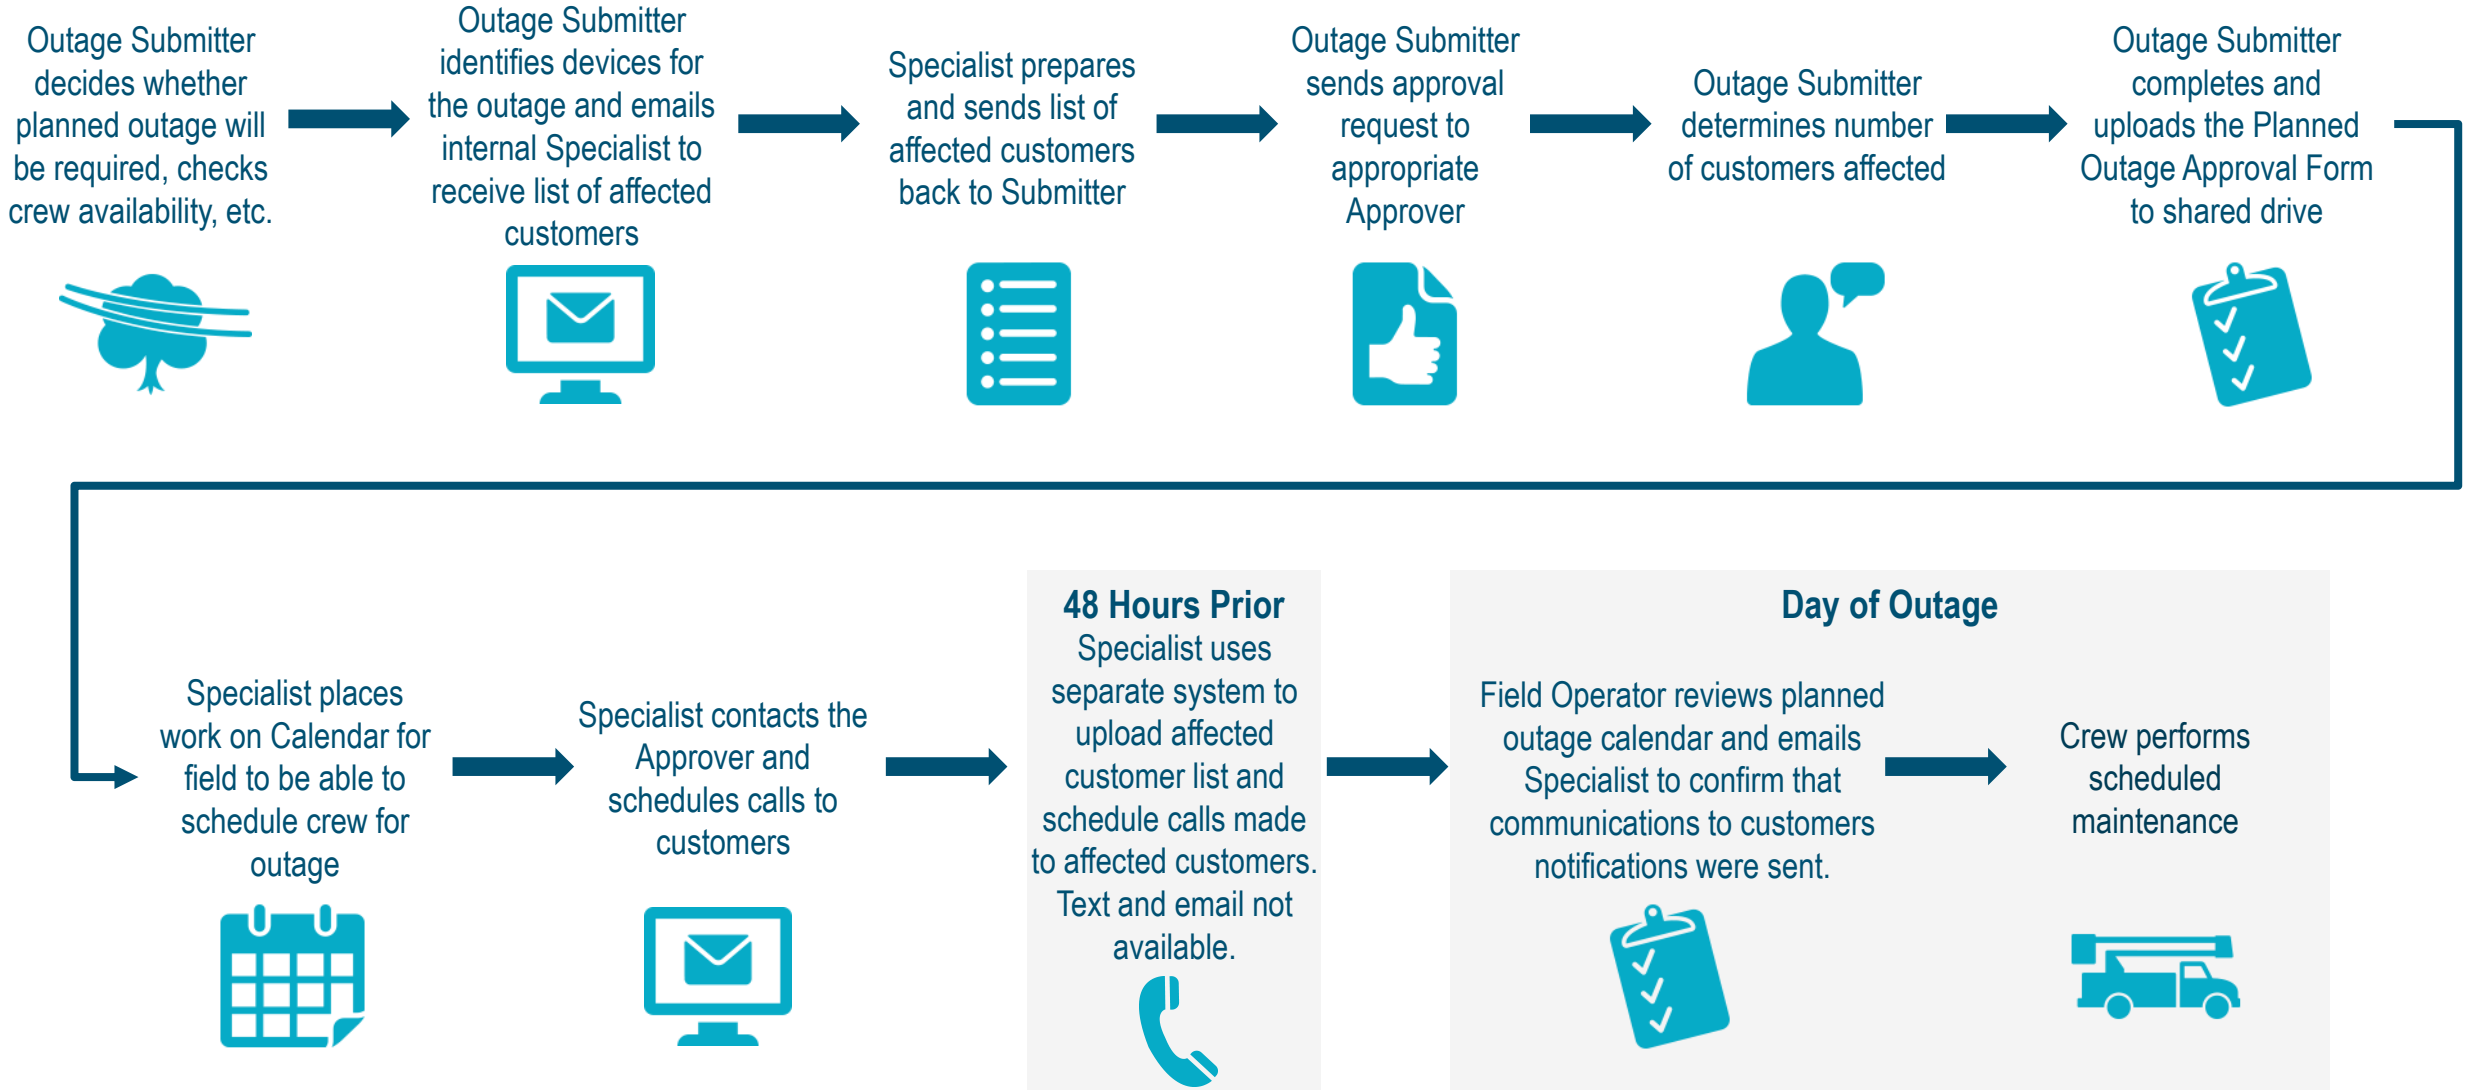 Outage Submitter
decides whether
planned outage will
be required, checks
crew availability, etc.
Outage Submitter
identifies devices for
the outage and emails
internal Specialist to
receive list of affected
customers
Specialist prepares
and sends list of
affected customers
back to Submitter
Outage Submitter
sends approval
request to
appropriate
Approver
Outage Submitter
determines number
of customers affected
Outage Submitter
completes and
uploads the Planned
Outage Approval Form
to shared drive
Specialist places
work on Calendar for
field to be able to
schedule crew for
outage
Specialist contacts the
Approver and
schedules calls to
customers
48 Hours Prior
Specialist uses
separate system to
upload affected
customer list and
schedule calls made
to affected customers.
Text and email not
available.
Day of Outage
Field Operator reviews planned
outage calendar and emails
Specialist to confirm that
communications to customers
notifications were sent.
Crew performs
scheduled
maintenance